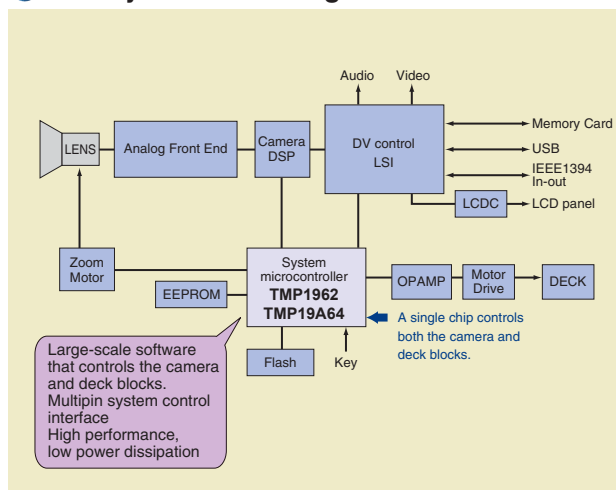 Audio Video
LENS
Analog Front End
Camera
DSP
DV control
LSI
Memory Card
USB
IEEE1394
In-out
LCDC
LCD panel
Zoom
Motor
EEPROM
System
microcontroller
TMP1962
TMP19A64
OPAMP
Motor
Drive
DECK
A single chip controls
both the camera and
deck blocks.
Flash
Key
Large-scale software
that controls the camera
and deck blocks.
Multipin system control
interface
High performance,
low power dissipation